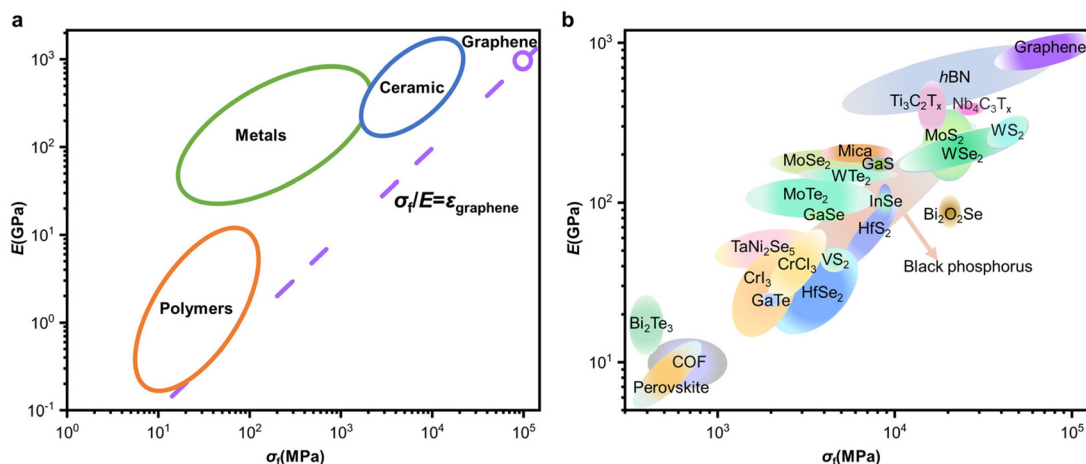 a
E(GPa)
10³
10²
10¹
10⁰
10⁻¹
10⁰
10¹
10²
10³
10⁴
10⁵
σf(MPa)
Graphene
Ceramic
Metals
σf/E=εgraphene
Polymers
b
E(GPa)
10³
10²
10¹
10³
10⁴
10⁵
σf(MPa)
Graphene
hBN
Ti₃C₂Tₓ
Nb₄C₃Tₓ
MoS₂
WS₂
WSe₂
Mica
MoSe₂
GaS
WTe₂
MoTe₂
InSe
GaSe
Bi₂O₂Se
HfS₂
TaNi₂Se₅
VS₂
CrCl₃
Black phosphorus
CrI₃
GaTe
HfSe₂
Bi₂Te₃
COF
Perovskite